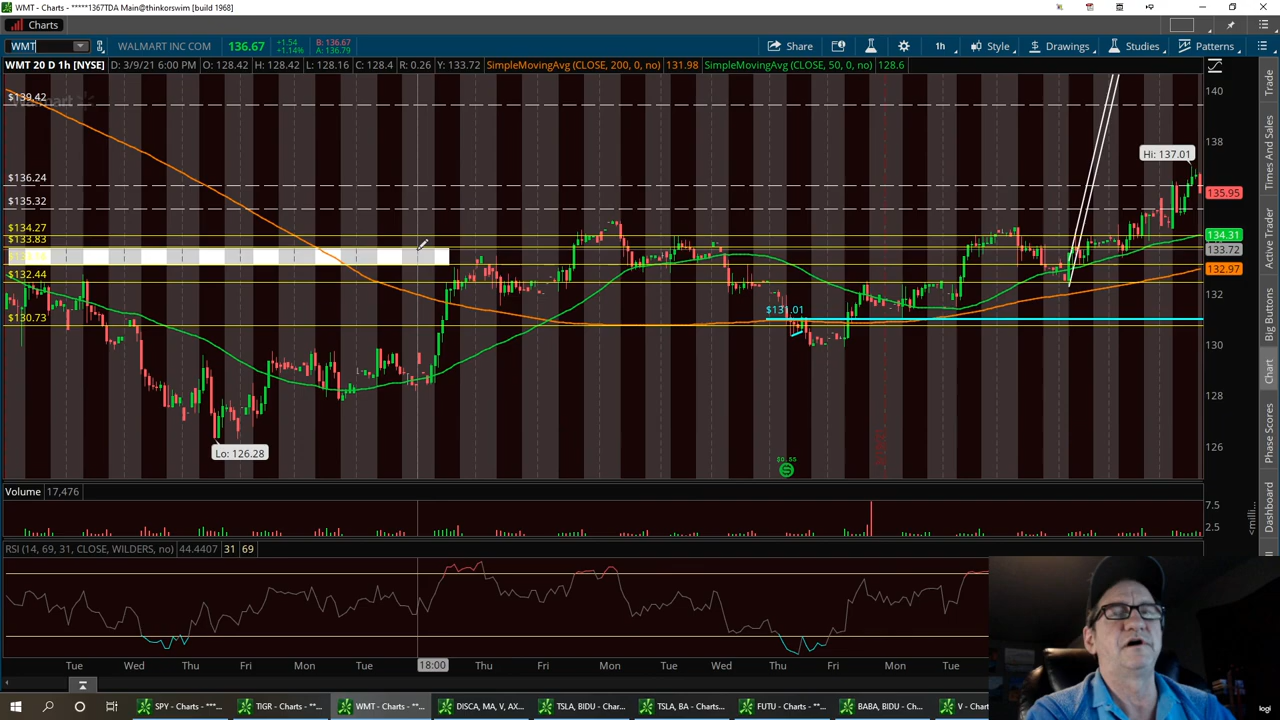 WMT - Charts - *****1367TDA Main@thinkorswim [build 1968]
Charts
WMT WALMART INC COM 136.67 +1.54 +1.14% B: 136.67 A: 136.79 Share 1h Style Drawings Studies Patterns
WMT 20 D 1h [NYSE] D: 3/9/21 6:00 PM O: 128.42 H: 128.42 L: 128.16 C: 128.4 R: 0.26 Y: 133.72 SimpleMovingAvg (CLOSE, 200, 0, no) 131.98 SimpleMovingAvg (CLOSE, 50, 0, no) 128.6
$139.42
$136.24
$135.32
$134.27
$133.83
$132.44
$130.73
$131.01
Hi: 137.01
Lo: 126.28
$0.55
140
138
135.95
134.31
133.72
132.97
132
130
128
126
Volume 17,476
7.5
2.5
<milli...
RSI (14, 69, 31, CLOSE, WILDERS, no) 44.4407 31 69
Tue Wed Thu Fri Mon Tue 18:00 Thu Fri Mon Tue Wed Thu Fri Mon Tue
Trade
Times And Sales
Active Trader
Big Buttons
Chart
Phase Scores
Dashboard
SPY - Charts - ***... TIGR - Charts - **... WMT - Charts - **... DISCA, MA, V, AX... TSLA, BIDU - Char... TSLA, BA - Charts... FUTU - Charts - **... BABA, BIDU - Char... V - Cha
logi